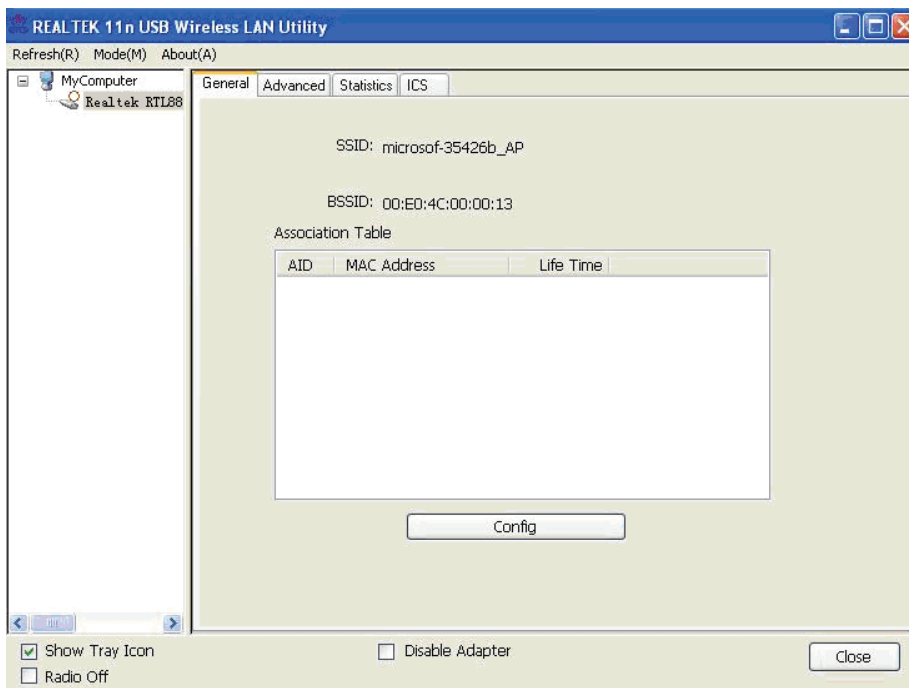 REALTEK 11n USB Wireless LAN Utility
Refresh(R) Mode(M) About(A)
MyComputer
Realtek RTL88
General Advanced Statistics ICS
SSID: microsof-35426b_AP
BSSID: 00:E0:4C:00:00:13
Association Table
AID MAC Address Life Time
Config
Show Tray Icon
Radio Off
Disable Adapter
Close